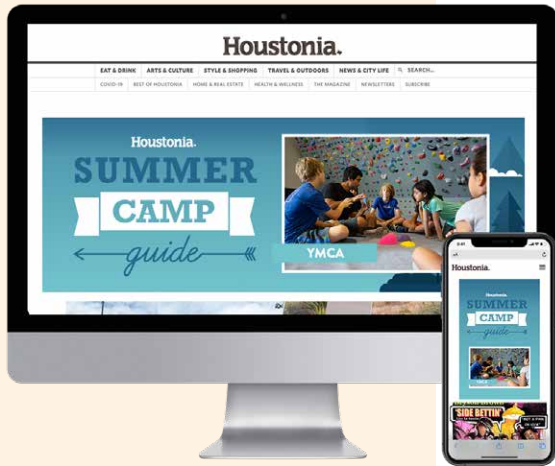 Houstonia.
EAT & DRINK ARTS & CULTURE STYLE & SHOPPING TRAVEL & OUTDOORS NEWS & CITY LIFE SEARCH...
COVID-19 BEST OF HOUSTONIA HOME & REAL ESTATE HEALTH & WELLNESS THE MAGAZINE NEWSLETTERS SUBSCRIBE
Houstonia.
SUMMER
CAMP
guide
YMCA
Houstonia.
Houstonia.
SUMMER
CAMP
guide
YMCA
'SIDE BETTIN'